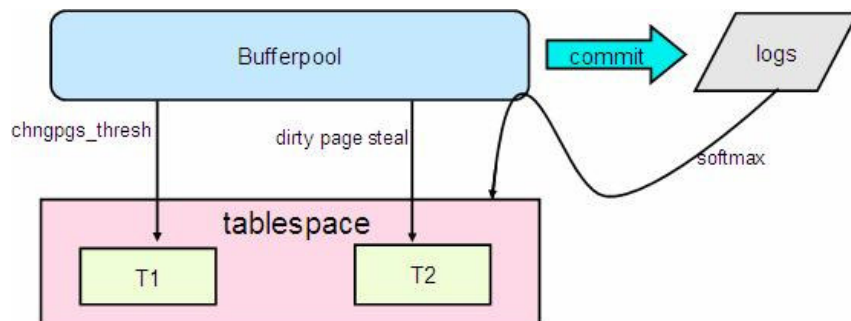 Bufferpool
commit
logs
chngpgs_thresh
dirty page steal
softmax
tablespace
T1
T2